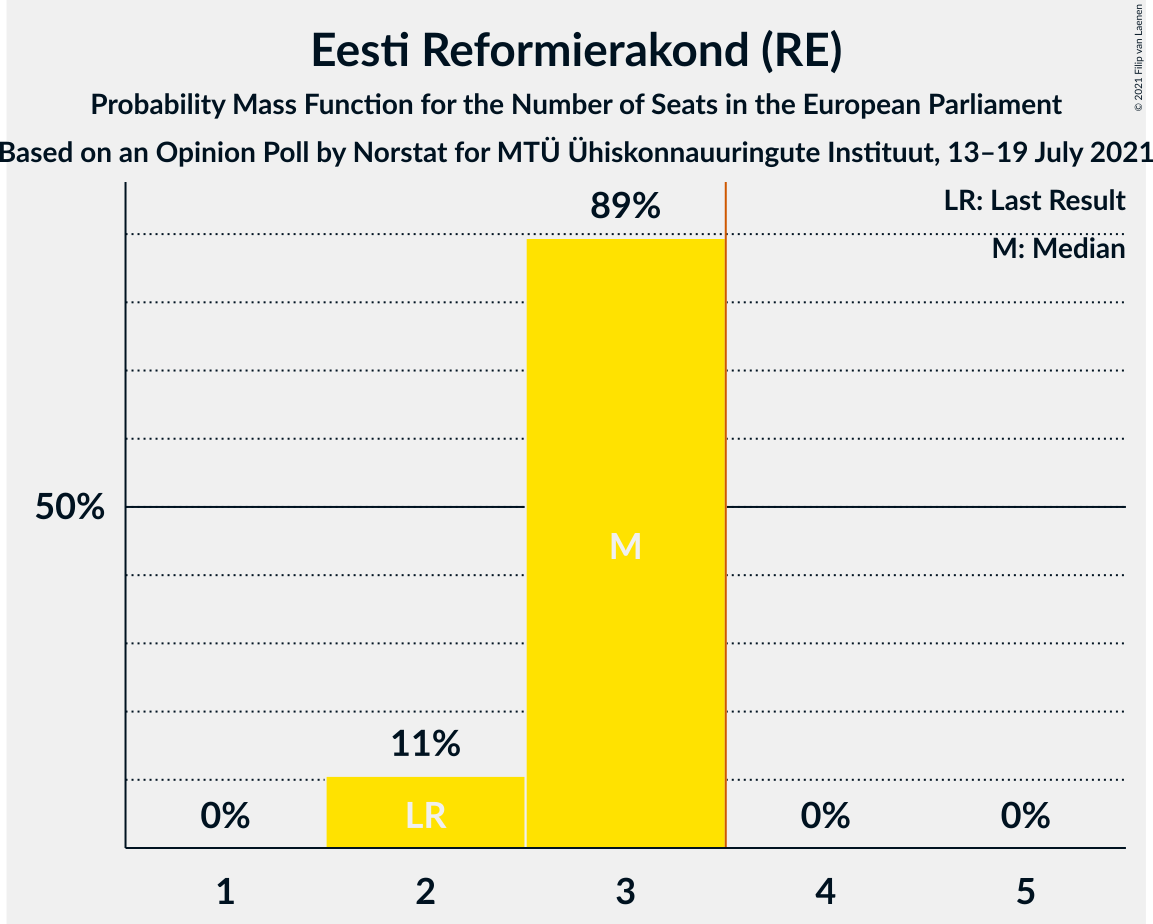 Eesti Reformierakond (RE)
Probability Mass Function for the Number of Seats in the European Parliament
Based on an Opinion Poll by Norstat for MTÜ Ühiskonnauuringute Instituut, 13–19 July 2021
© 2021 Filip van Laenen
LR: Last Result
M: Median
89%
50%
M
11%
0%
LR
0%
0%
1
2
3
4
5